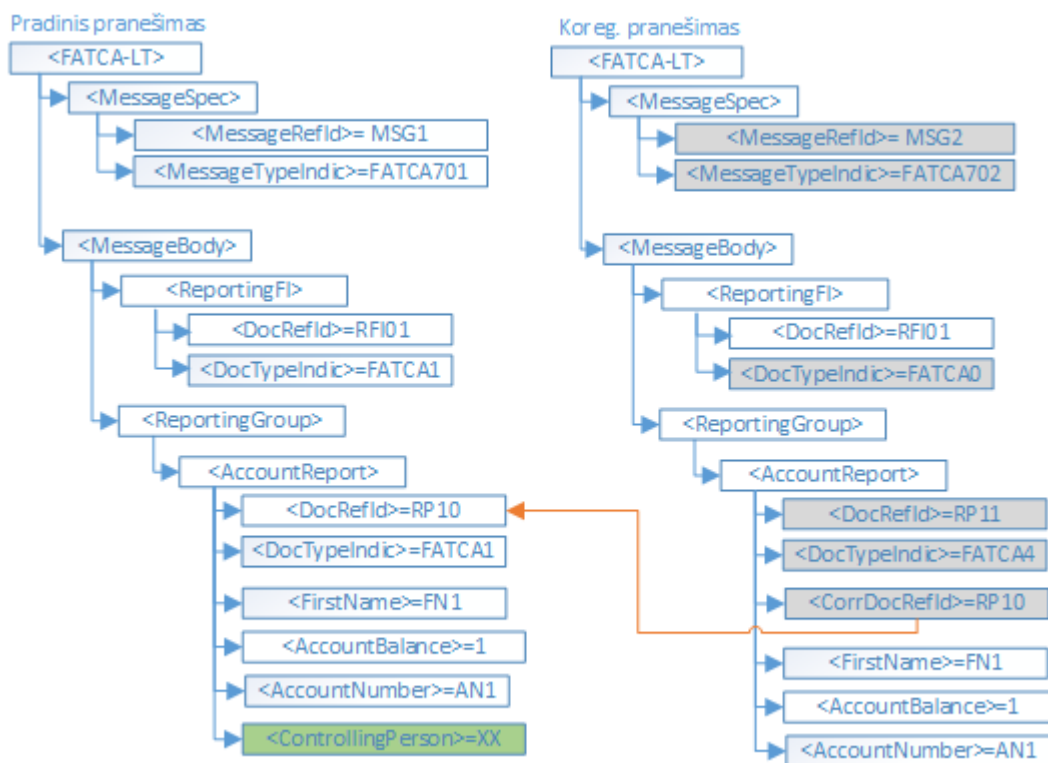 Pradinis pranešimas
<FATCA-LT>
<MessageSpec>
<MessageRefId>= MSG1
<MessageTypeIndic>=FATCA701
<MessageBody>
<ReportingFI>
<DocRefId>=RFI01
<DocTypeIndic>=FATCA1
<ReportingGroup>
<AccountReport>
<DocRefId>=RP10
<DocTypeIndic>=FATCA1
<FirstName>=FN1
<AccountBalance>=1
<AccountNumber>=AN1
<ControllingPerson>=XX
Koreg. pranešimas
<FATCA-LT>
<MessageSpec>
<MessageRefId>= MSG2
<MessageTypeIndic>=FATCA702
<MessageBody>
<ReportingFI>
<DocRefId>=RFI01
<DocTypeIndic>=FATCA0
<ReportingGroup>
<AccountReport>
<DocRefId>=RP11
<DocTypeIndic>=FATCA4
<CorrDocRefId>=RP10
<FirstName>=FN1
<AccountBalance>=1
<AccountNumber>=AN1